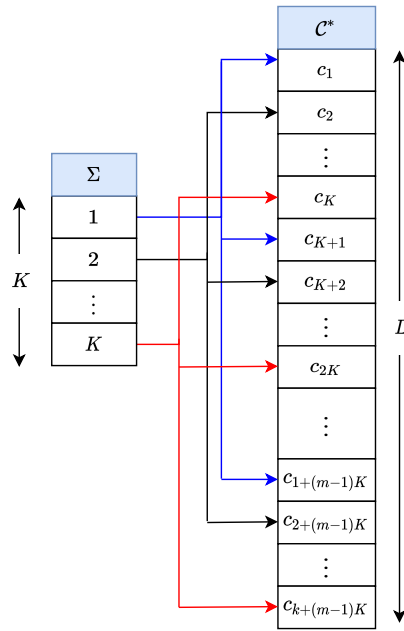 𝒞*
c₁
c₂
⋮
Σ
c_K
1
c_{K+1}
2
K
c_{K+2}
⋮
⋮
L
K
c_{2K}
⋮
c_{1+(m−1)K}
c_{2+(m−1)K}
⋮
c_{k+(m−1)K}